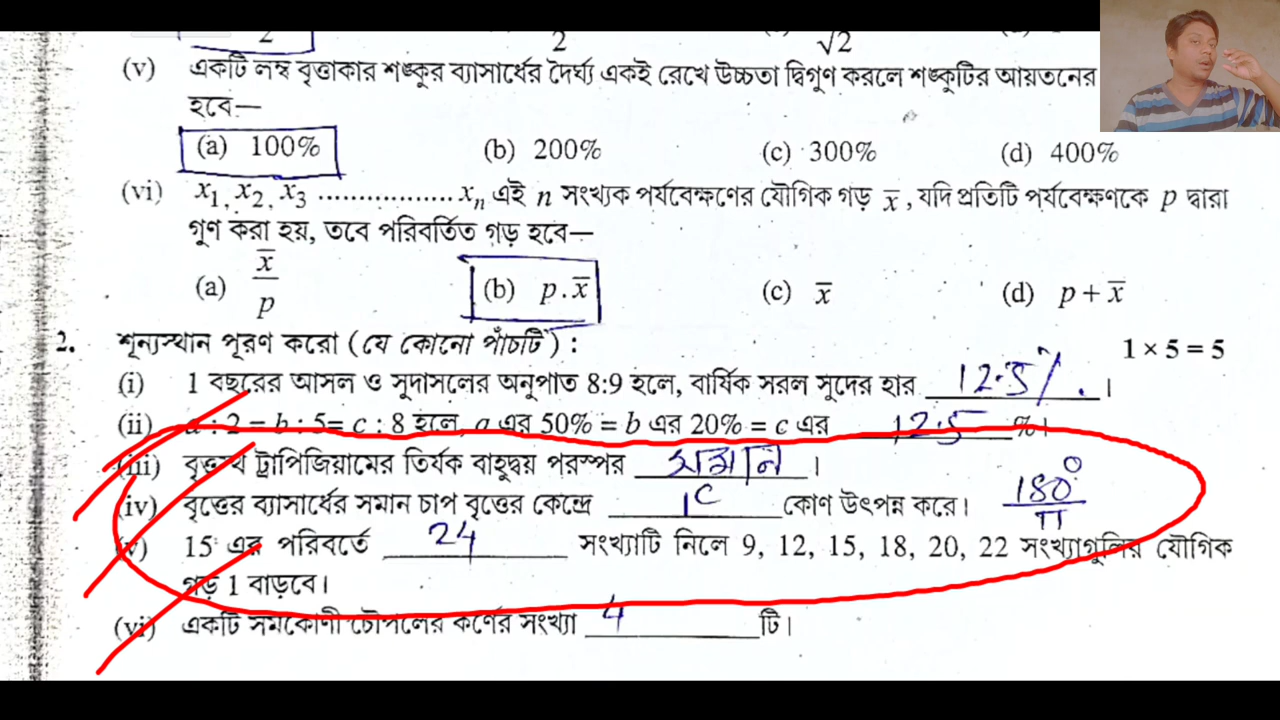 2
2
√2
(v) একটি লম্ব বৃত্তাকার শঙ্কুর ব্যাসার্ধের দৈর্ঘ্য একই রেখে উচ্চতা দ্বিগুণ করলে শঙ্কুটির আয়তনের
হবে—
(a) 100% (b) 200% (c) 300% (d) 400%
(vi) x₁, x₂, x₃ .................. xₙ এই n সংখ্যক পর্যবেক্ষণের যৌগিক গড় x̅, যদি প্রতিটি পর্যবেক্ষণকে p দ্বারা
গুণ করা হয়, তবে পরিবর্তিত গড় হবে—
(a) x̅/p (b) p.x̅ (c) x̅ (d) p + x̅
2. শূন্যস্থান পূরণ করো (যে কোনো পাঁচটি) : 1 × 5 = 5
(i) 1 বছরের আসল ও সুদাসলের অনুপাত 8:9 হলে, বার্ষিক সরল সুদের হার 12.5% ।
(ii) a : 2 = b : 5 = c : 8 হলে, a এর 50% = b এর 20% = c এর 12.5 %।
(iii) বৃত্তস্থ ট্রাপিজিয়ামের তির্যক বাহুদ্বয় পরস্পর সমান ।
(iv) বৃত্তের ব্যাসার্ধের সমান চাপ বৃত্তের কেন্দ্রে 1ᶜ কোণ উৎপন্ন করে। 180°/π
(v) 15 এর পরিবর্তে 24 সংখ্যাটি নিলে 9, 12, 15, 18, 20, 22 সংখ্যাগুলির যৌগিক
গড় 1 বাড়বে।
(vi) একটি সমকোণী চৌপলের কর্ণের সংখ্যা 4 টি।